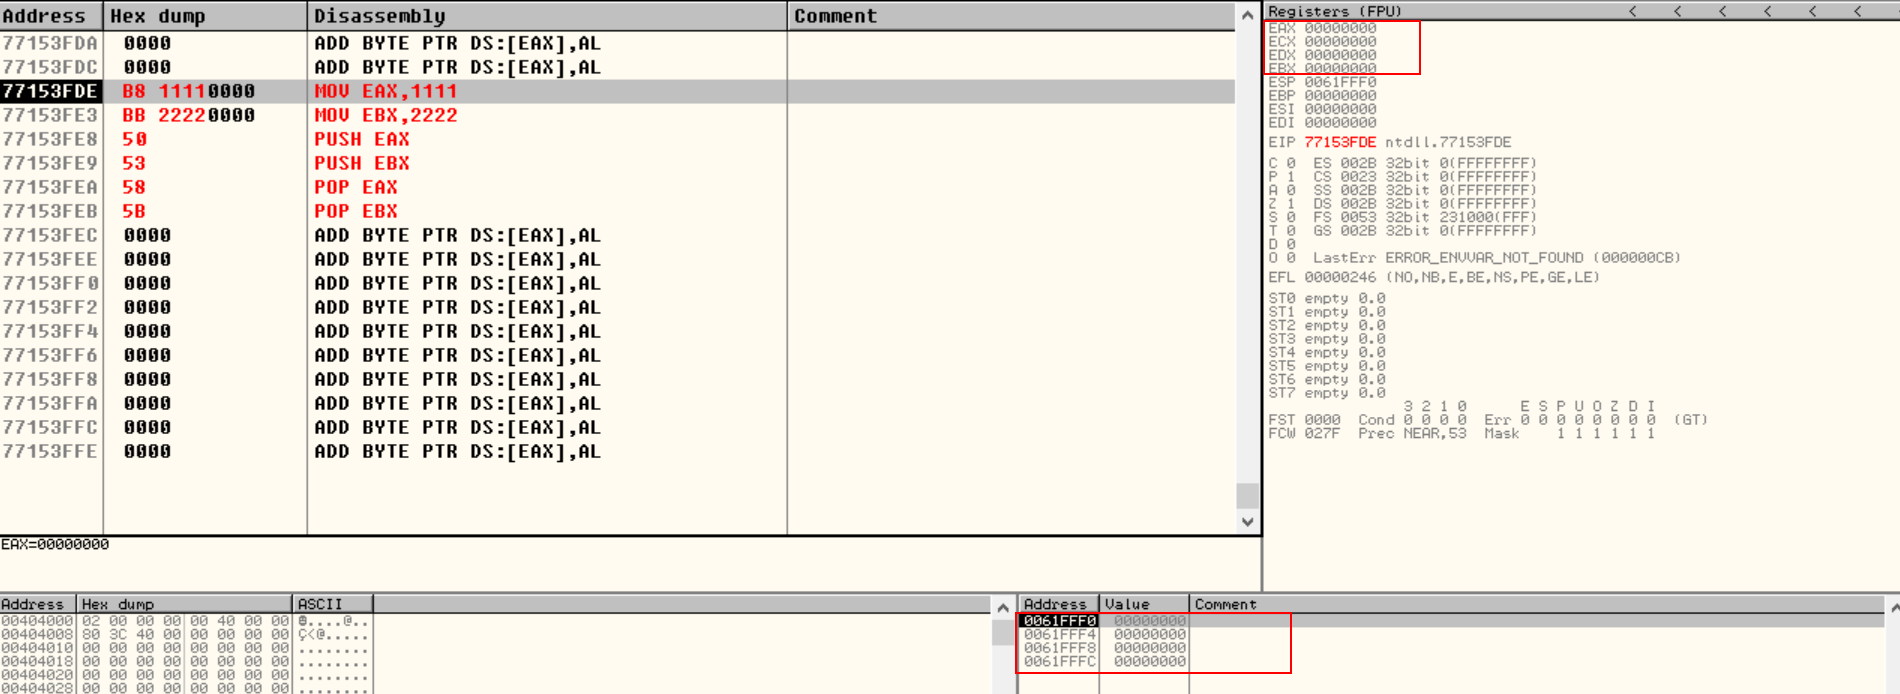 Address Hex dump Disassembly Comment
77153FDA 0000 ADD BYTE PTR DS:[EAX],AL
77153FDC 0000 ADD BYTE PTR DS:[EAX],AL
77153FDE B8 11110000 MOV EAX,1111
77153FE3 BB 22220000 MOV EBX,2222
77153FE8 50 PUSH EAX
77153FE9 53 PUSH EBX
77153FEA 58 POP EAX
77153FEB 5B POP EBX
77153FEC 0000 ADD BYTE PTR DS:[EAX],AL
77153FEE 0000 ADD BYTE PTR DS:[EAX],AL
77153FF0 0000 ADD BYTE PTR DS:[EAX],AL
77153FF2 0000 ADD BYTE PTR DS:[EAX],AL
77153FF4 0000 ADD BYTE PTR DS:[EAX],AL
77153FF6 0000 ADD BYTE PTR DS:[EAX],AL
77153FF8 0000 ADD BYTE PTR DS:[EAX],AL
77153FFA 0000 ADD BYTE PTR DS:[EAX],AL
77153FFC 0000 ADD BYTE PTR DS:[EAX],AL
77153FFE 0000 ADD BYTE PTR DS:[EAX],AL
EAX=00000000
Registers (FPU) < < < < < <
EAX 00000000
ECX 00000000
EDX 00000000
EBX 00000000
ESP 0061FFF0
EBP 00000000
ESI 00000000
EDI 00000000
EIP 77153FDE ntdll.77153FDE
C 0 ES 002B 32bit 0(FFFFFFFF)
P 1 CS 0023 32bit 0(FFFFFFFF)
A 0 SS 002B 32bit 0(FFFFFFFF)
Z 1 DS 002B 32bit 0(FFFFFFFF)
S 0 FS 0053 32bit 231000(FFF)
T 0 GS 002B 32bit 0(FFFFFFFF)
D 0
O 0 LastErr ERROR_ENVVAR_NOT_FOUND (000000CB)
EFL 00000246 (NO,NB,E,BE,NS,PE,GE,LE)
ST0 empty 0.0
ST1 empty 0.0
ST2 empty 0.0
ST3 empty 0.0
ST4 empty 0.0
ST5 empty 0.0
ST6 empty 0.0
ST7 empty 0.0
3 2 1 0 E S P U O Z D I
FST 0000 Cond 0 0 0 0 Err 0 0 0 0 0 0 0 0 (GT)
FCW 027F Prec NEAR,53 Mask 1 1 1 1 1 1
Address Hex dump ASCII
00404000 02 00 00 00 00 40 00 00 ☻....@..
00404008 80 3C 40 00 00 00 00 00 Ç<@.....
00404010 00 00 00 00 00 00 00 00 ........
00404018 00 00 00 00 00 00 00 00 ........
00404020 00 00 00 00 00 00 00 00 ........
00404028 00 00 00 00 00 00 00 00 ........
Address Value Comment
0061FFF0 00000000
0061FFF4 00000000
0061FFF8 00000000
0061FFFC 00000000